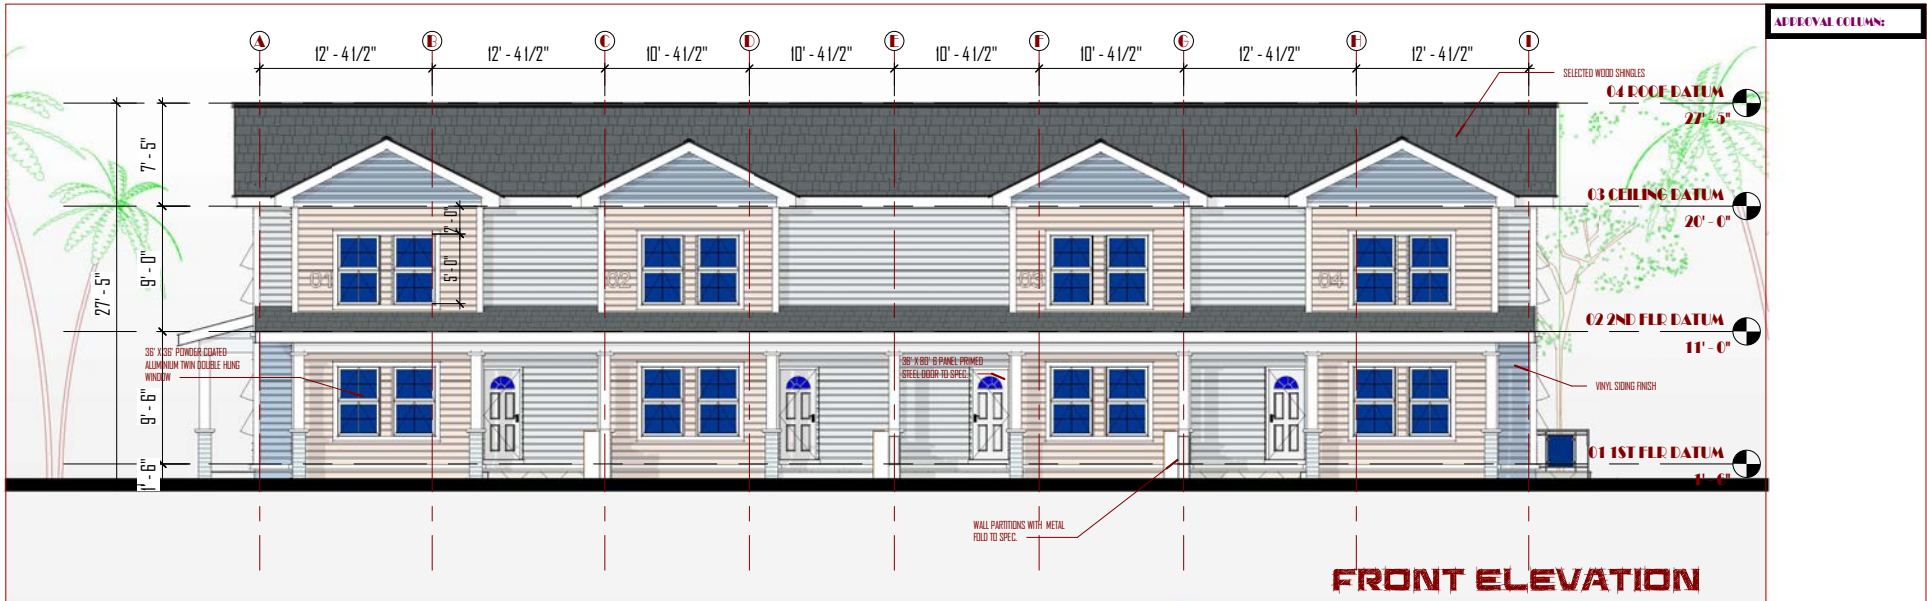 APPROVAL COLUMN:
A B C D E F G H I
12' - 4 1/2" 12' - 4 1/2" 10' - 4 1/2" 10' - 4 1/2" 10' - 4 1/2" 10' - 4 1/2" 12' - 4 1/2" 12' - 4 1/2"
SELECTED WOOD SHINGLES
04 ROOF DATUM
27' - 5"
7' - 5"
03 CEILING DATUM
20' - 0"
2' - 0"
9' - 0"
5' - 0"
27' - 5"
01 02 03 04
02 2ND FLR DATUM
11' - 0"
36' X 36' POWDER COATED
ALUMINIUM TWIN DOUBLE HUNG
WINDOW
36' X 80' 6 PANEL PRIMED
STEEL DOOR TO SPEC.
VINYL SIDING FINISH
9' - 6"
01 1ST FLR DATUM
1' - 6"
1' - 6"
WALL PARTITIONS WITH METAL
FOLD TO SPEC.
FRONT ELEVATION